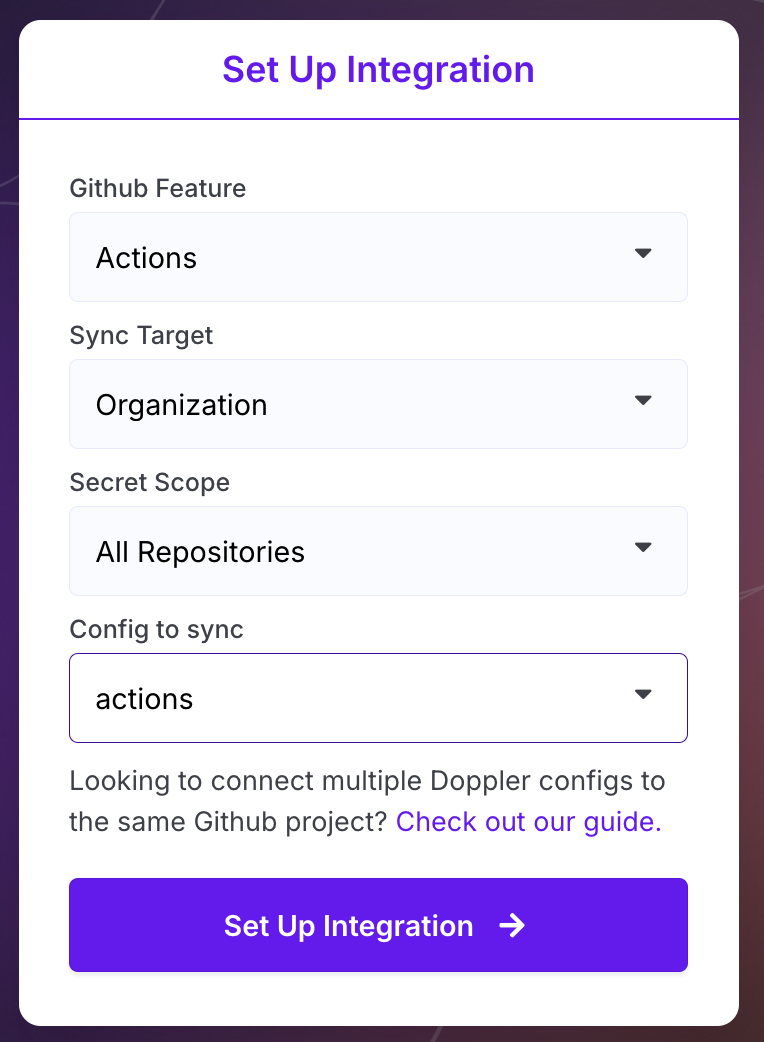 Set Up Integration
Github Feature
Actions
Sync Target
Organization
Secret Scope
All Repositories
Config to sync
actions
Looking to connect multiple Doppler configs to
the same Github project? Check out our guide.
Set Up Integration